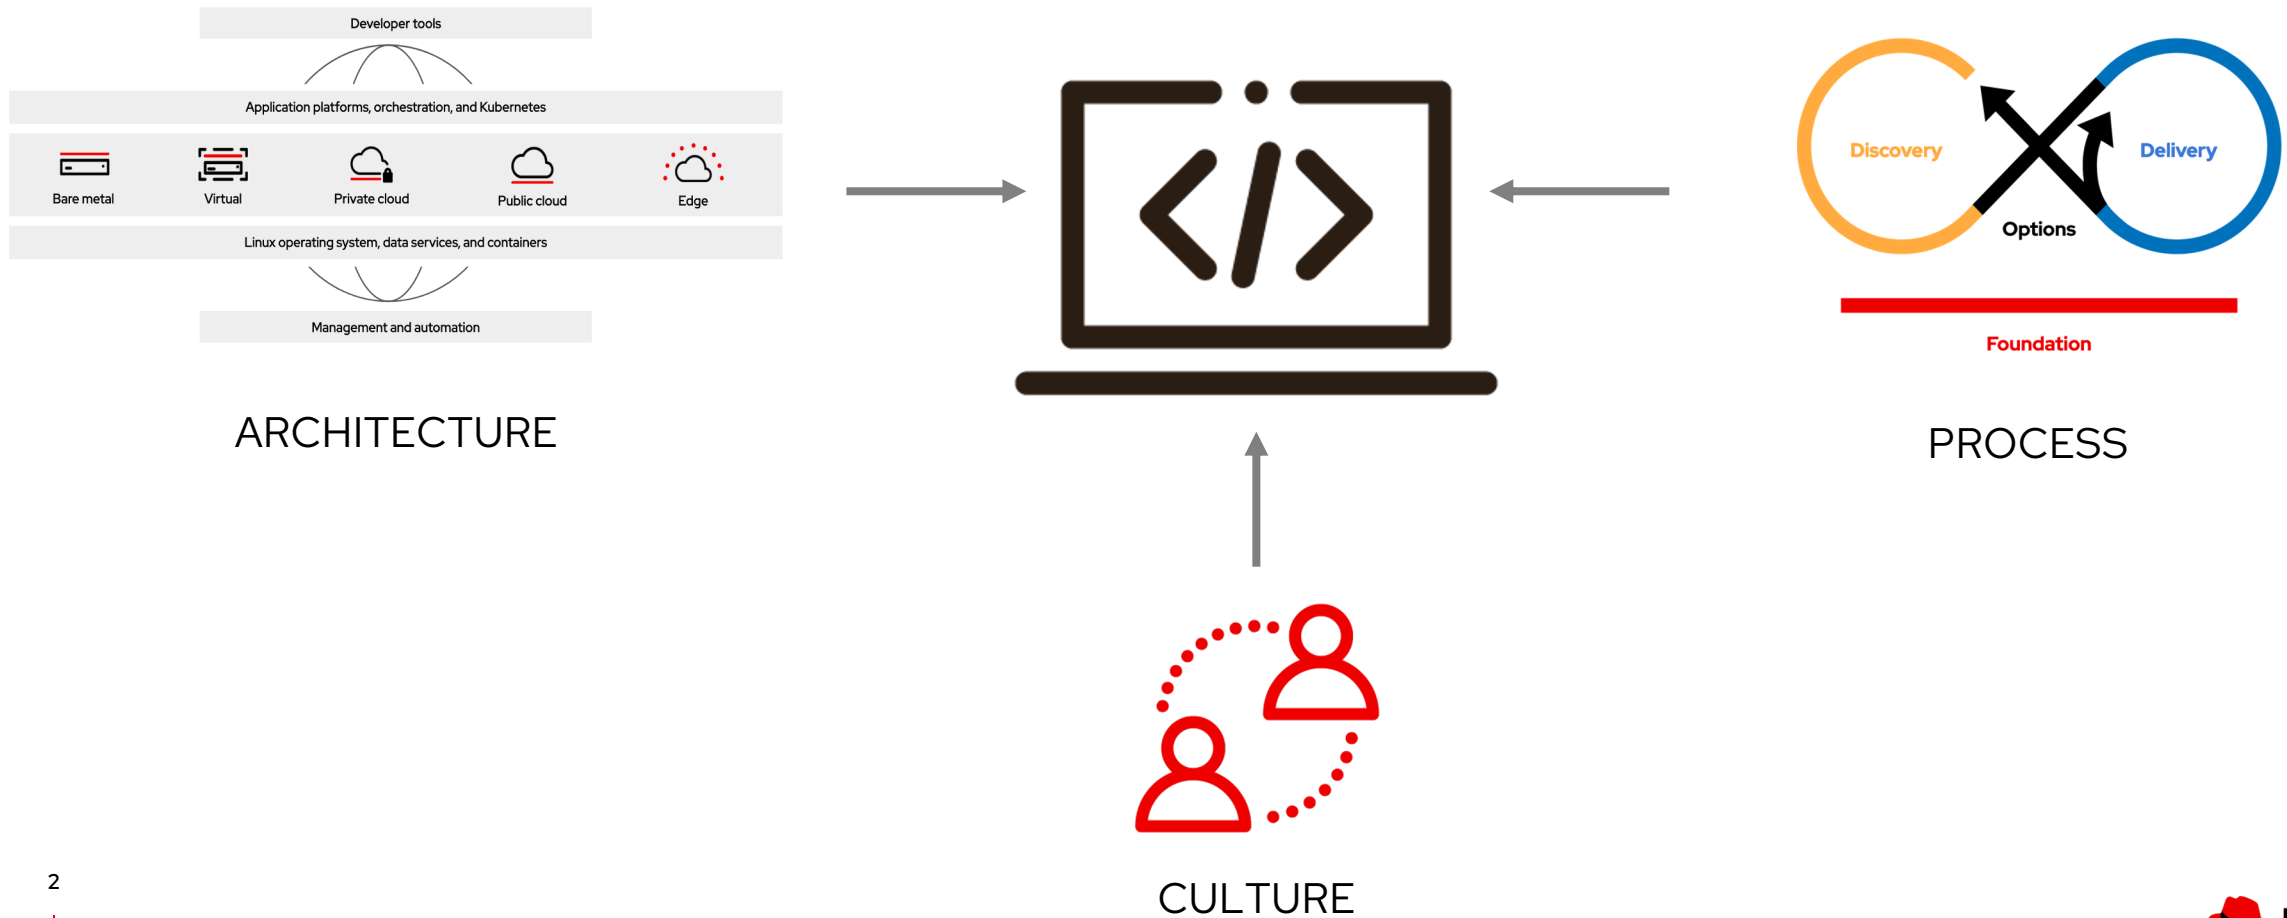 Developer tools
Application platforms, orchestration, and Kubernetes
Bare metal
Virtual
Private cloud
Public cloud
Edge
Linux operating system, data services, and containers
Management and automation
ARCHITECTURE
Discovery
Delivery
Options
Foundation
PROCESS
CULTURE
2